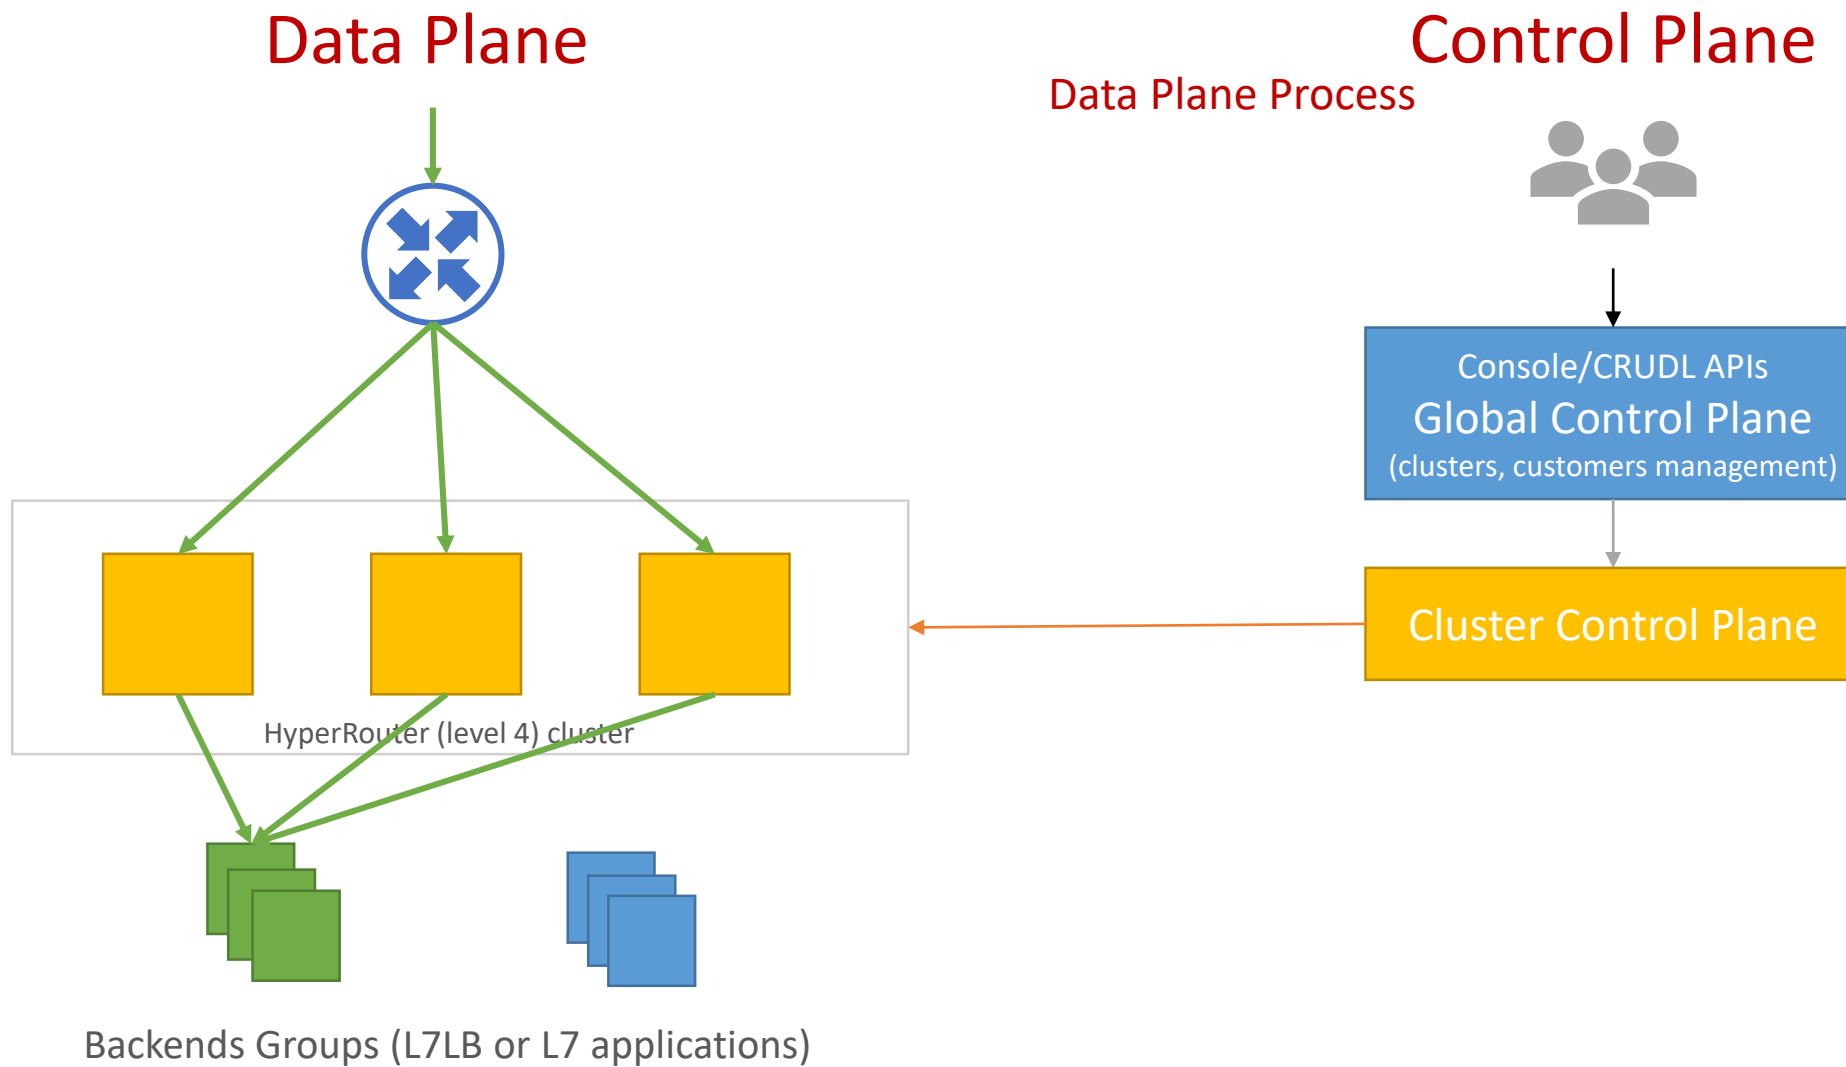 Data Plane
Control Plane
Data Plane Process
Console/CRUDL APIs
Global Control Plane
(clusters, customers management)
Cluster Control Plane
HyperRouter (level 4) cluster
Backends Groups (L7LB or L7 applications)